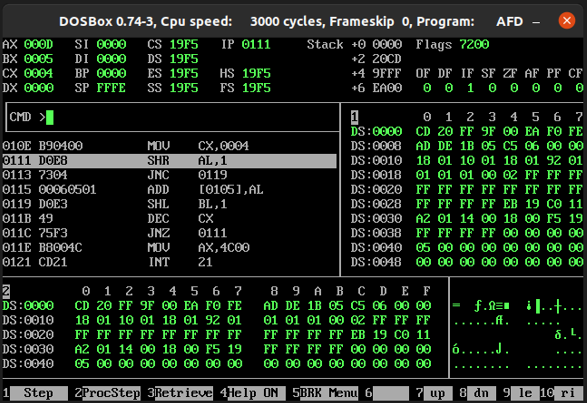 DOSBox 0.74-3, Cpu speed: 3000 cycles, Frameskip 0, Program: AFD
AX 000D SI 0000 CS 19F5 IP 0111 Stack +0 0000 Flags 7200
BX 0005 DI 0000 DS 19F5 +2 20CD
CX 0004 BP 0000 ES 19F5 HS 19F5 +4 9FFF OF DF IF SF ZF AF PF CF
DX 0000 SP FFFE SS 19F5 FS 19F5 +6 EA00 0 0 1 0 0 0 0 0
CMD >
1 0 1 2 3 4 5 6 7
DS:0000 CD 20 FF 9F 00 EA F0 FE
DS:0008 AD DE 1B 05 C5 06 00 00
DS:0010 18 01 10 01 18 01 92 01
DS:0018 01 01 01 00 02 FF FF FF
DS:0020 FF FF FF FF FF FF FF FF
DS:0028 FF FF FF FF EB 19 C0 11
DS:0030 A2 01 14 00 18 00 F5 19
DS:0038 FF FF FF FF 00 00 00 00
DS:0040 05 00 00 00 00 00 00 00
DS:0048 00 00 00 00 00 00 00 00
010E B90400 MOV CX,0004
0111 D0E8 SHR AL,1
0113 7304 JNC 0119
0115 00060501 ADD [0105],AL
0119 D0E3 SHL BL,1
011B 49 DEC CX
011C 75F3 JNZ 0111
011E B8004C MOV AX,4C00
0121 CD21 INT 21
2 0 1 2 3 4 5 6 7 8 9 A B C D E F
DS:0000 CD 20 FF 9F 00 EA F0 FE AD DE 1B 05 C5 06 00 00
DS:0010 18 01 10 01 18 01 92 01 01 01 01 00 02 FF FF FF
DS:0020 FF FF FF FF FF FF FF FF FF FF FF FF EB 19 C0 11
DS:0030 A2 01 14 00 18 00 F5 19 FF FF FF FF 00 00 00 00
DS:0040 05 00 00 00 00 00 00 00 00 00 00 00 00 00 00 00
1 Step 2 ProcStep 3 Retrieve 4 Help ON 5 BRK Menu 6 7 up 8 dn 9 le 10 ri